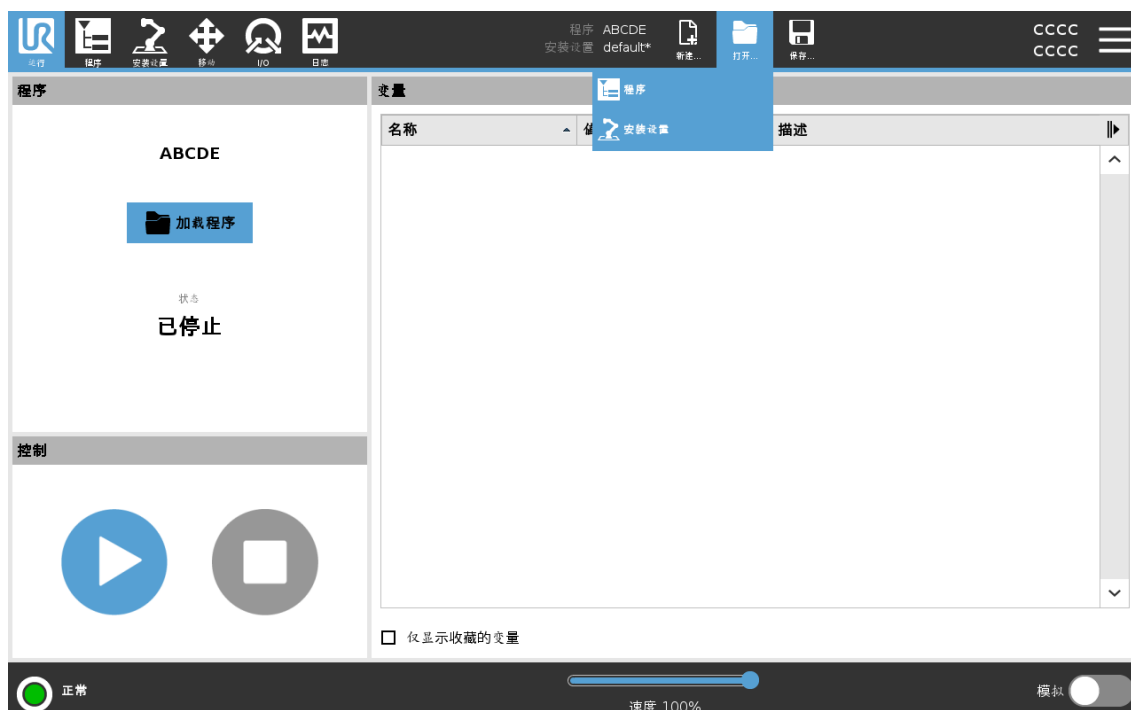 UR
运行
程序
安装设置
移动
I/O
日志
程序 ABCDE
安装设置 default*
新建...
打开...
保存...
CCCC
CCCC
程序
变量
程序
安装设置
名称
描述
ABCDE
加载程序
状态
已停止
控制
仅显示收藏的变量
正常
速度 100%
模拟